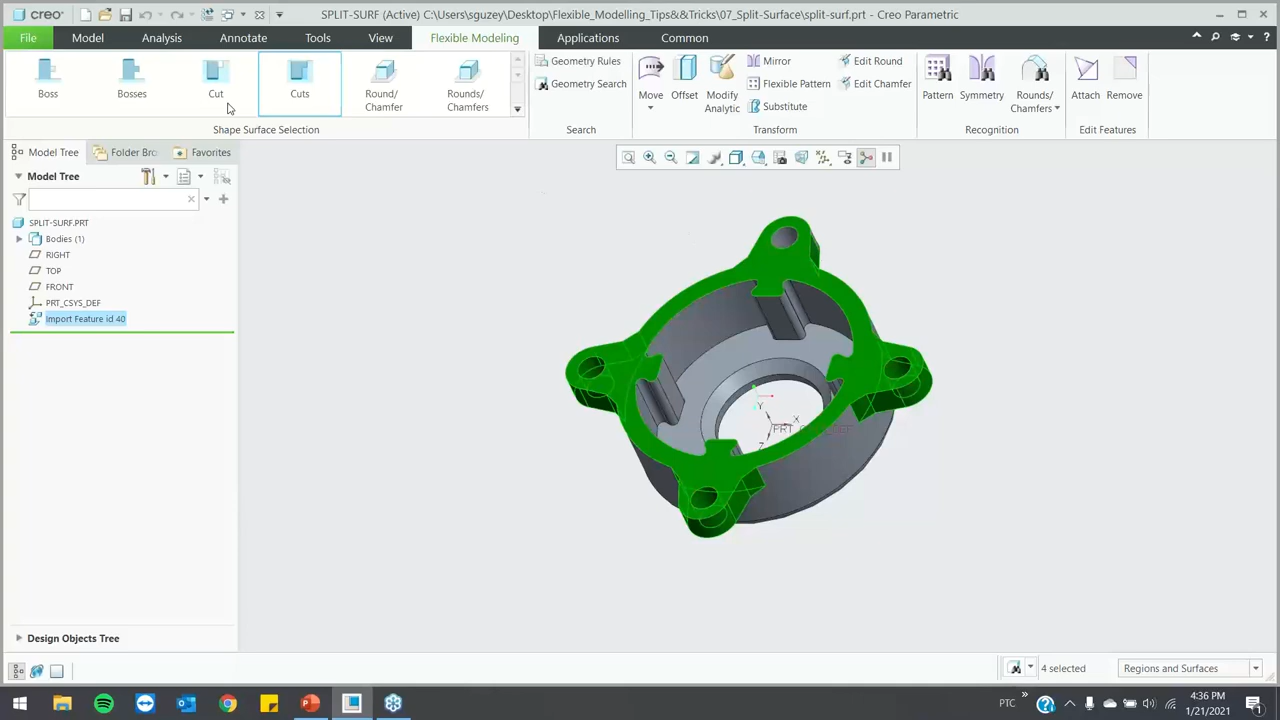 creo
SPLIT-SURF (Active) C:\Users\sguzey\Desktop\Flexible_Modelling_Tips&&Tricks\07_Split-Surface\split-surf.prt - Creo Parametric
File Model Analysis Annotate Tools View Flexible Modeling Applications Common
Boss
Bosses
Cut
Cuts
Round/
Chamfer
Rounds/
Chamfers
Shape Surface Selection
Geometry Rules
Geometry Search
Search
Move
Offset
Modify
Analytic
Mirror
Flexible Pattern
Substitute
Edit Round
Edit Chamfer
Transform
Pattern
Symmetry
Rounds/
Chamfers
Recognition
Attach
Remove
Edit Features
Model Tree
Folder Bro
Favorites
Model Tree
SPLIT-SURF.PRT
Bodies (1)
RIGHT
TOP
FRONT
PRT_CSYS_DEF
Import Feature id 40
Y
X
Z
Design Objects Tree
4 selected
Regions and Surfaces
PTC
4:36 PM
1/21/2021